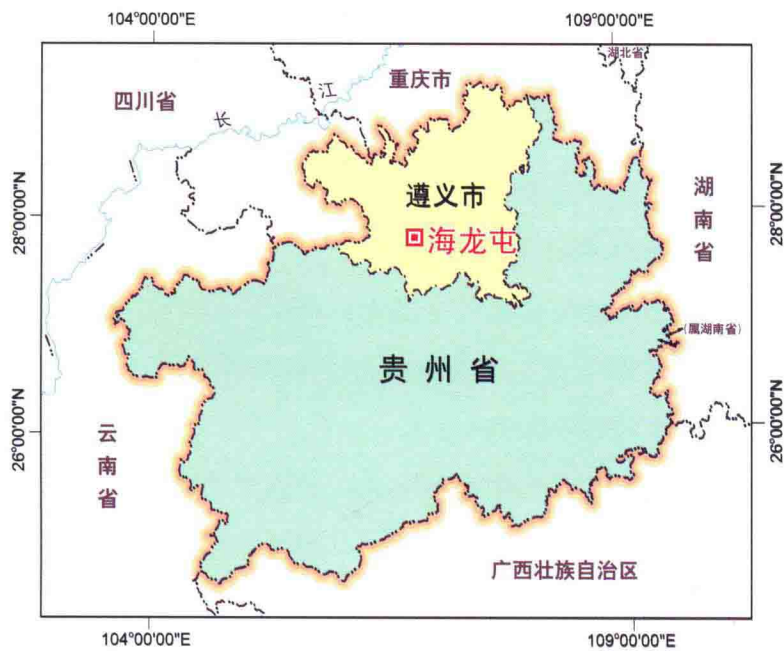 104°00'00"E
109°00'00"E
湖北省
重庆市
四川省
长
江
28°00'00"N
28°00'00"N
遵义市
湖南省
海龙屯
(属湖南省)
贵州省
26°00'00"N
26°00'00"N
云南省
广西壮族自治区
104°00'00"E
109°00'00"E